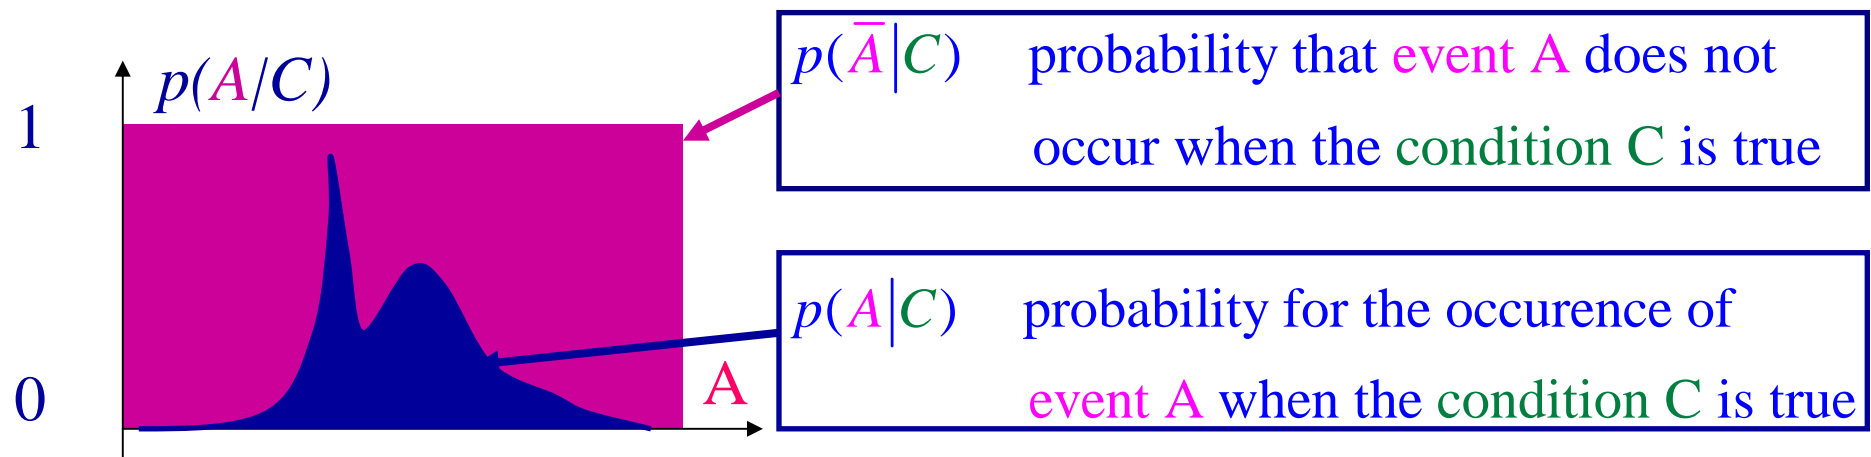 p(A/C)
1
0
A
p(A̅|C) probability that event A does not
occur when the condition C is true
p(A|C) probability for the occurence of
event A when the condition C is true